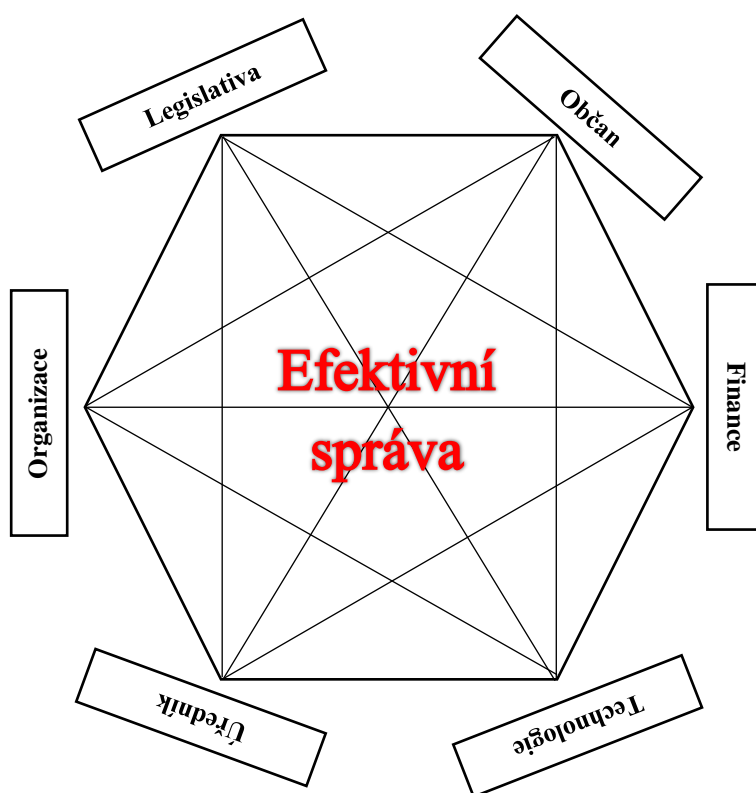 Legislativa
Občan
Organizace
Efektivní
správa
Finance
Úředník
Technologie